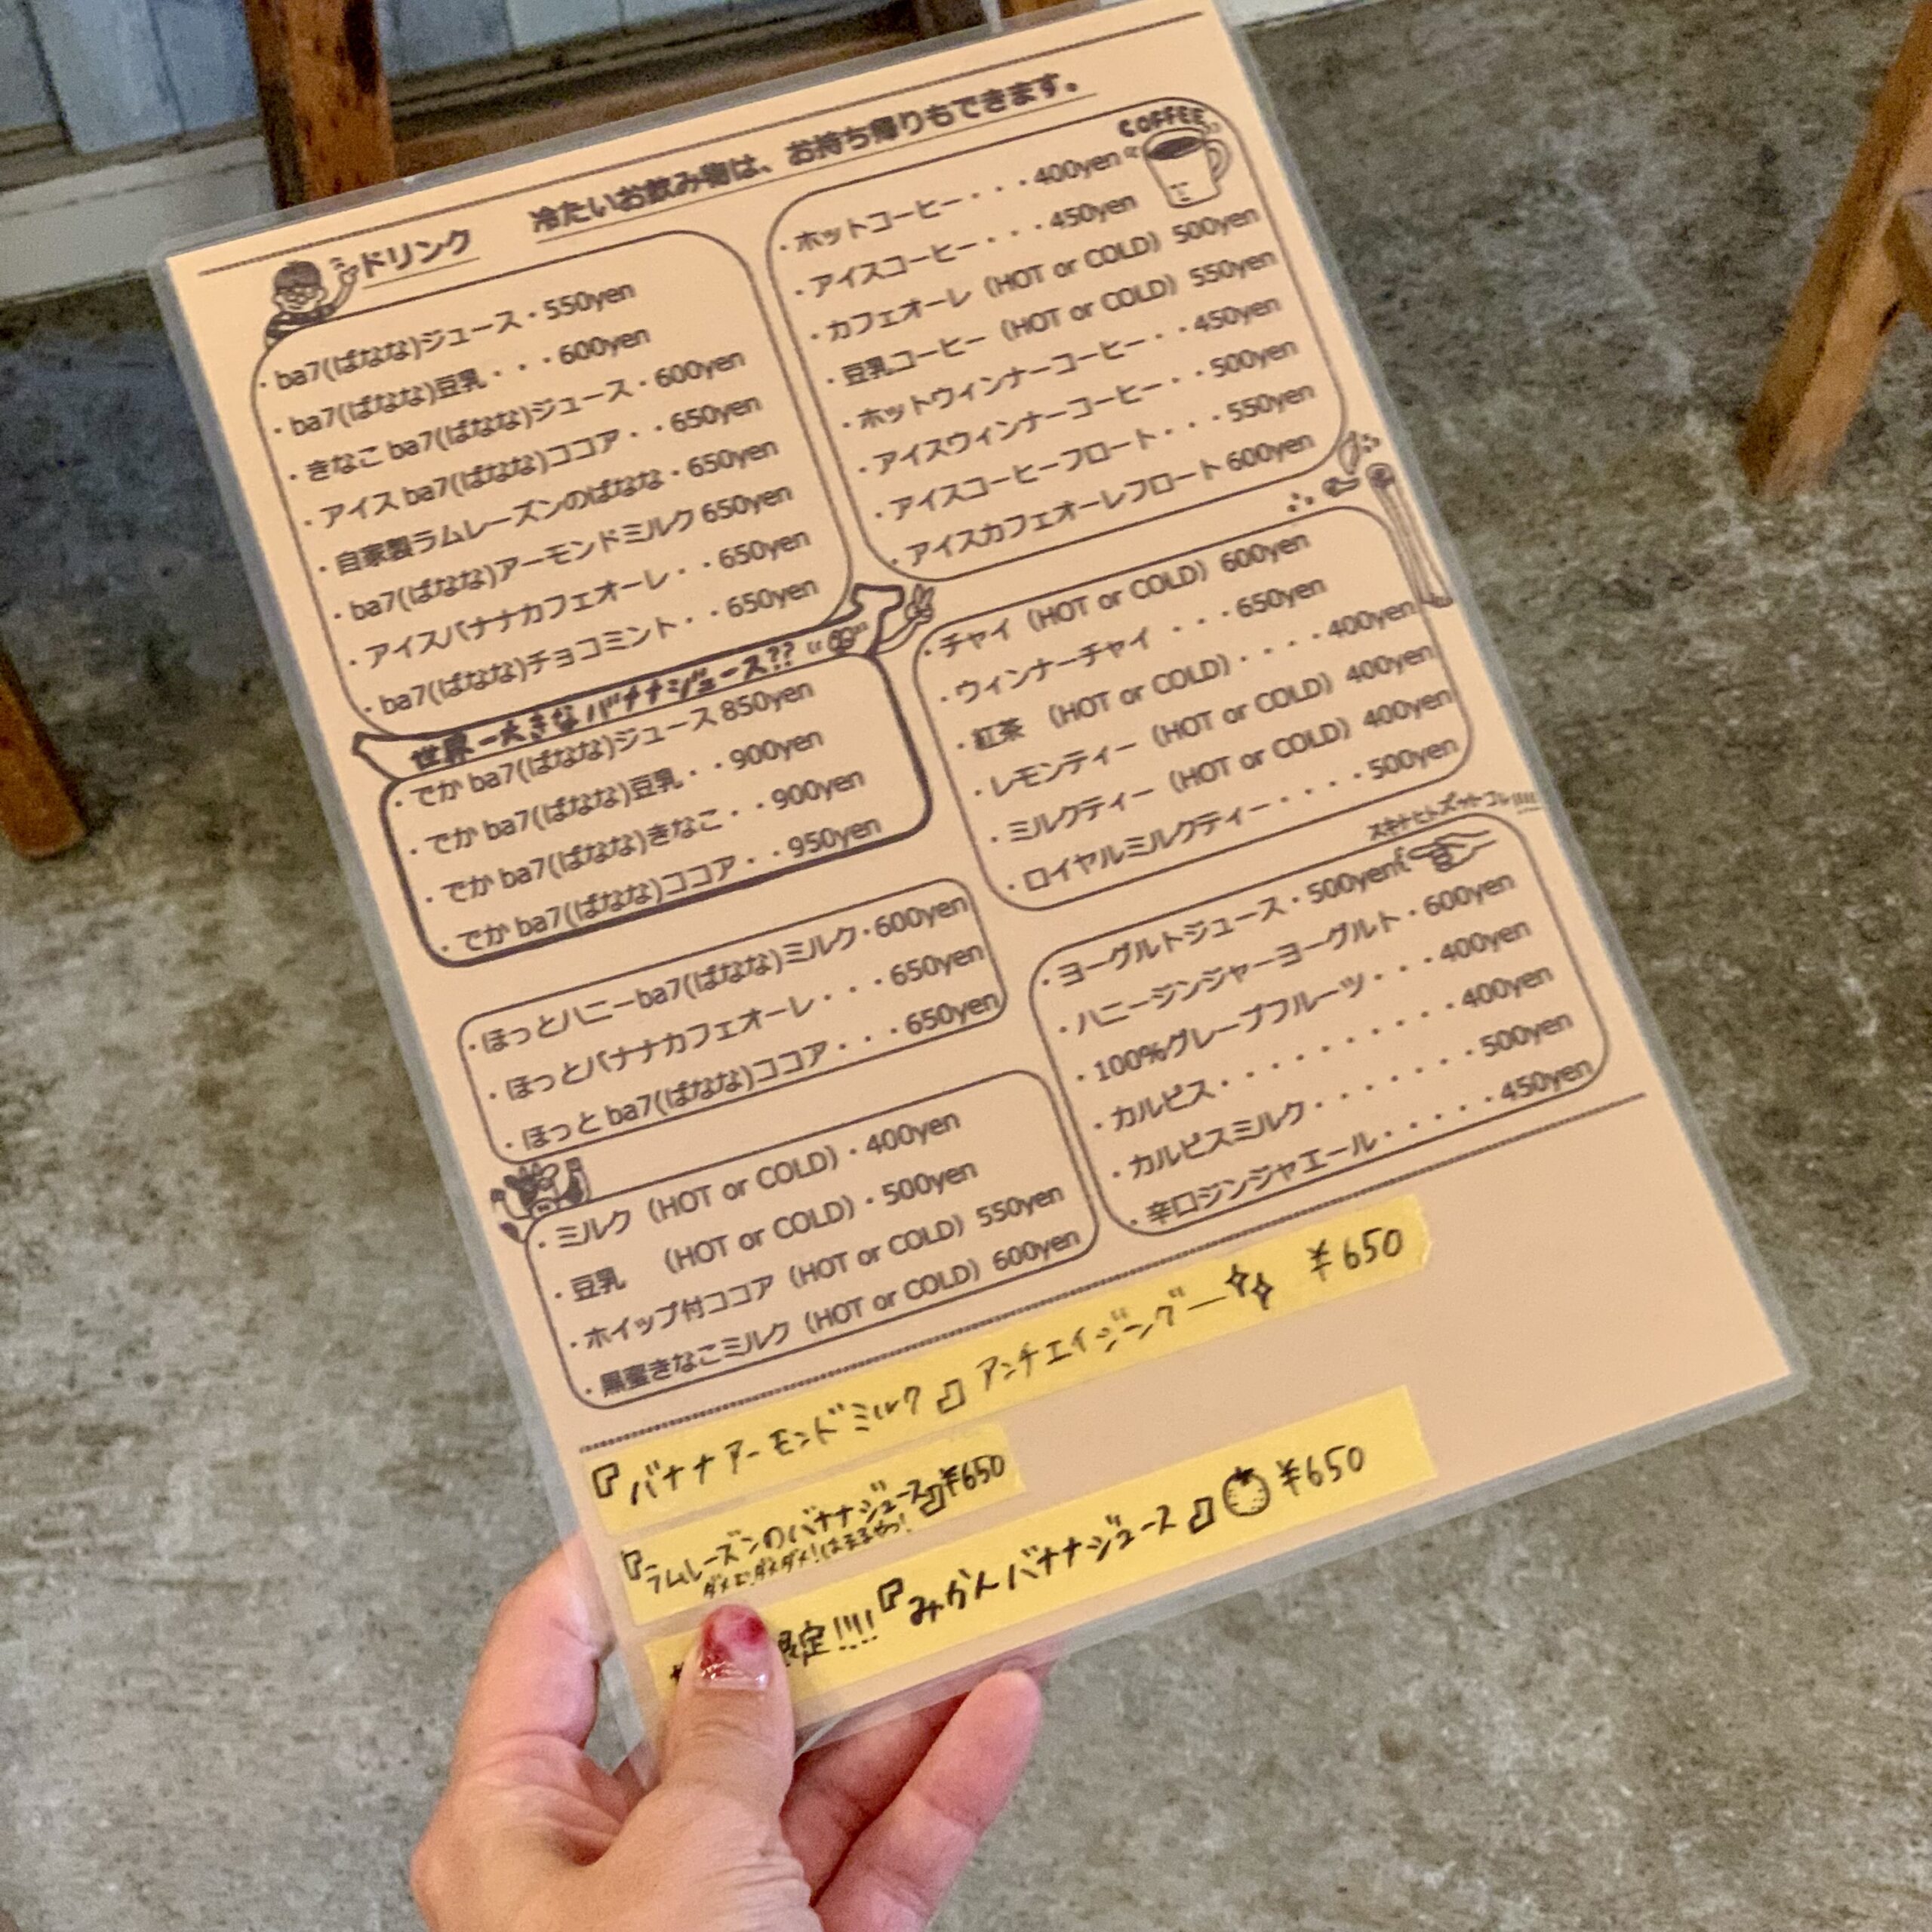 ドリンク
冷たいお飲み物は、お持ち帰りもできます。
・ba7(ばなな)ジュース・550yen
・ba7(ばなな)豆乳・・・600yen
・きなこ ba7(ばなな)ジュース・600yen
・アイス ba7(ばなな)ココア・・650yen
・自家製ラムレーズンのばなな・650yen
・ba7(ばなな)アーモンドミルク 650yen
・アイスバナナカフェオーレ・・650yen
・ba7(ばなな)チョコミント・・650yen
世界一大きなバナナジュース??
・でか ba7(ばなな)ジュース 850yen
・でか ba7(ばなな)豆乳・・900yen
・でか ba7(ばなな)きなこ・・900yen
・でか ba7(ばなな)ココア・・950yen
・ほっとハニーba7(ばなな)ミルク・600yen
・ほっとバナナカフェオーレ・・・650yen
・ほっと ba7(ばなな)ココア・・・650yen
・ミルク（HOT or COLD）・400yen
・豆乳　（HOT or COLD）・500yen
・ホイップ付ココア（HOT or COLD）550yen
・黒蜜きなこミルク（HOT or COLD）600yen
COFFEE
・ホットコーヒー・・・400yen
・アイスコーヒー・・・450yen
・カフェオーレ（HOT or COLD）500yen
・豆乳コーヒー（HOT or COLD）550yen
・ホットウィンナーコーヒー・・450yen
・アイスウィンナーコーヒー・・500yen
・アイスコーヒーフロート・・・550yen
・アイスカフェオーレフロート 600yen
・チャイ（HOT or COLD）600yen
・ウィンナーチャイ ・・・650yen
・紅茶　（HOT or COLD）・・・・400yen
・レモンティー（HOT or COLD）400yen
・ミルクティー（HOT or COLD）400yen
・ロイヤルミルクティー・・・・500yen
・ヨーグルトジュース・500yen
・ハニージンジャーヨーグルト・600yen
・100%グレープフルーツ・・・400yen
・カルピス・・・・・・・・・・400yen
・カルピスミルク・・・・・・・500yen
・辛口ジンジャエール・・・・・450yen
『バナナアーモンドミルク』アンチエイジングー ¥650
『ラムレーズンのバナナジュース』¥650
限定!!!!『みかんバナナジュース』¥650